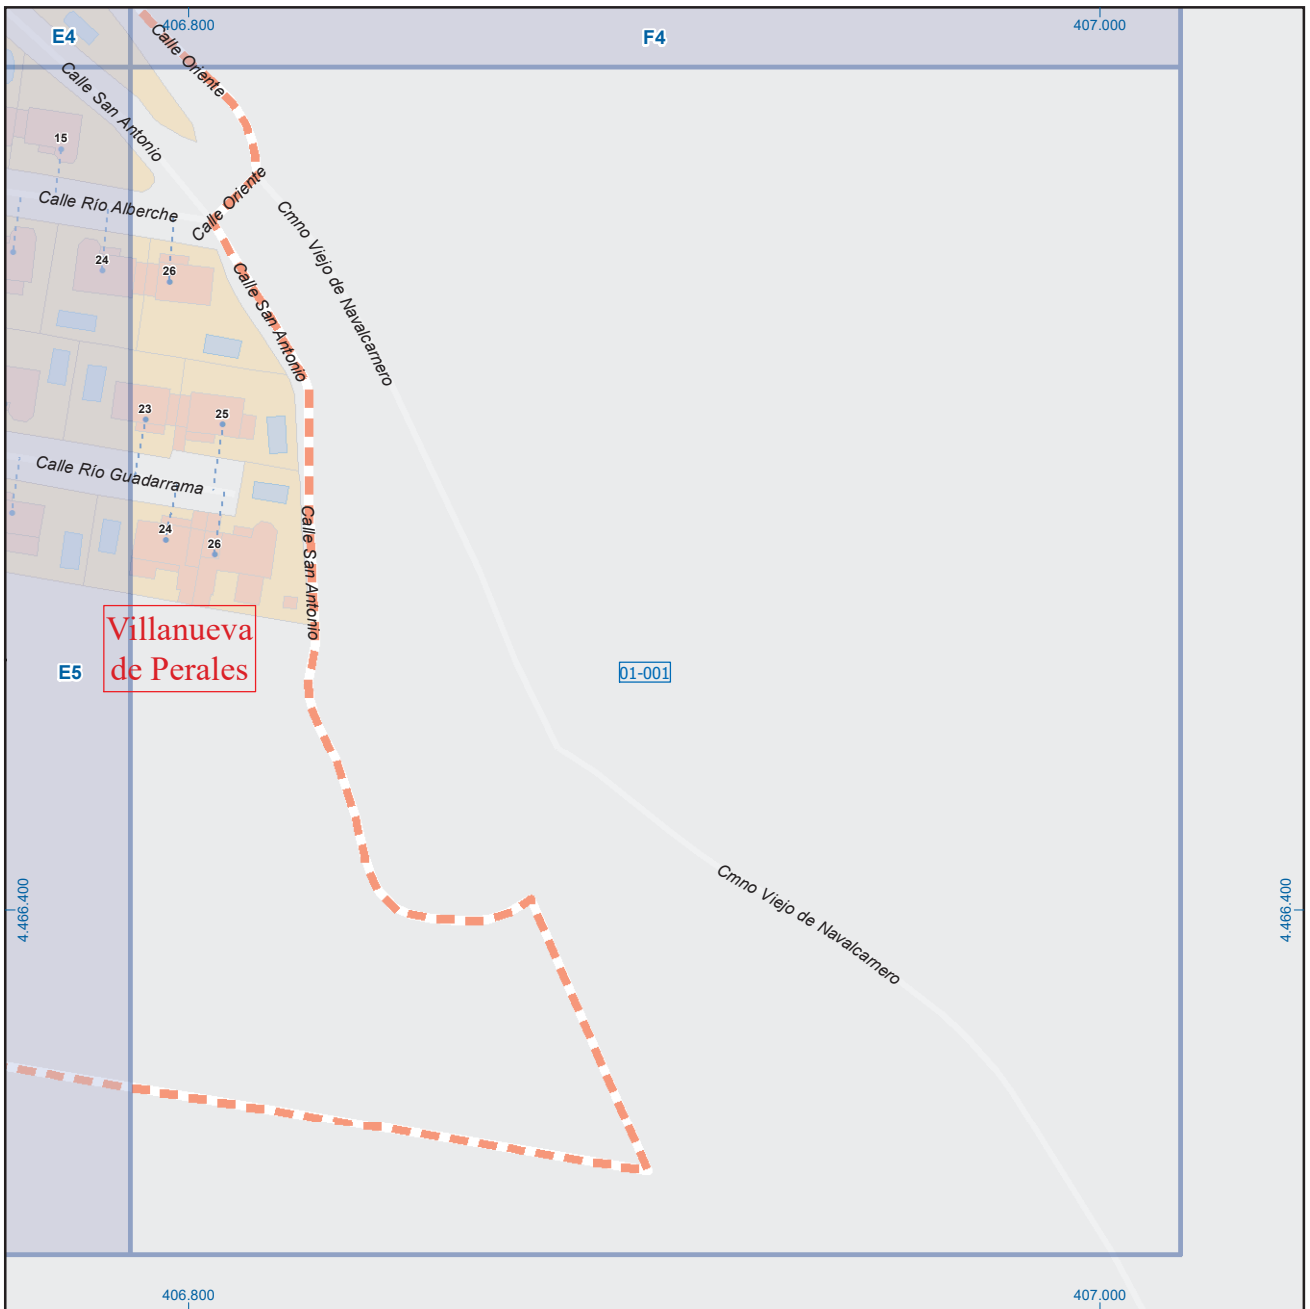 406.800
407.000
E4
F4
Calle Oriente
Calle San Antonio
15
Calle Oriente
Calle Río Alberche
Cmno Viejo de Navalcarnero
24
26
Calle San Antonio
23
25
Calle Río Guadarrama
24
26
Calle San Antonio
Villanueva
de Perales
E5
01-001
Cmno Viejo de Navalcarnero
4.466.400
4.466.400
406.800
407.000